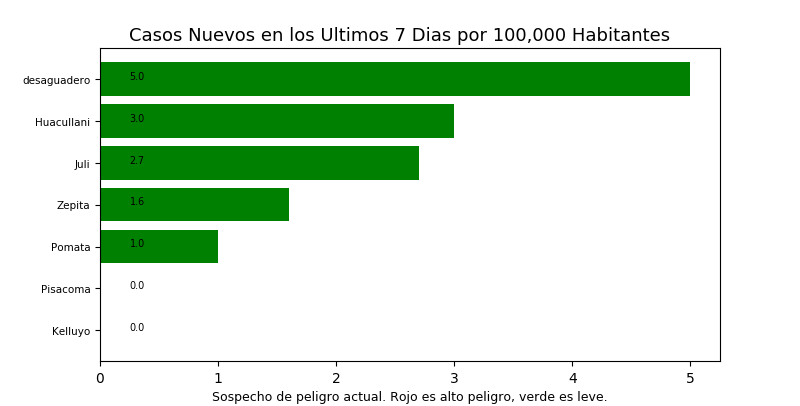 Casos Nuevos en los Ultimos 7 Dias por 100,000 Habitantes
desaguadero 5.0
Huacullani 3.0
Juli 2.7
Zepita 1.6
Pomata 1.0
Pisacoma 0.0
Kelluyo 0.0
0 1 2 3 4 5
Sospecho de peligro actual. Rojo es alto peligro, verde es leve.